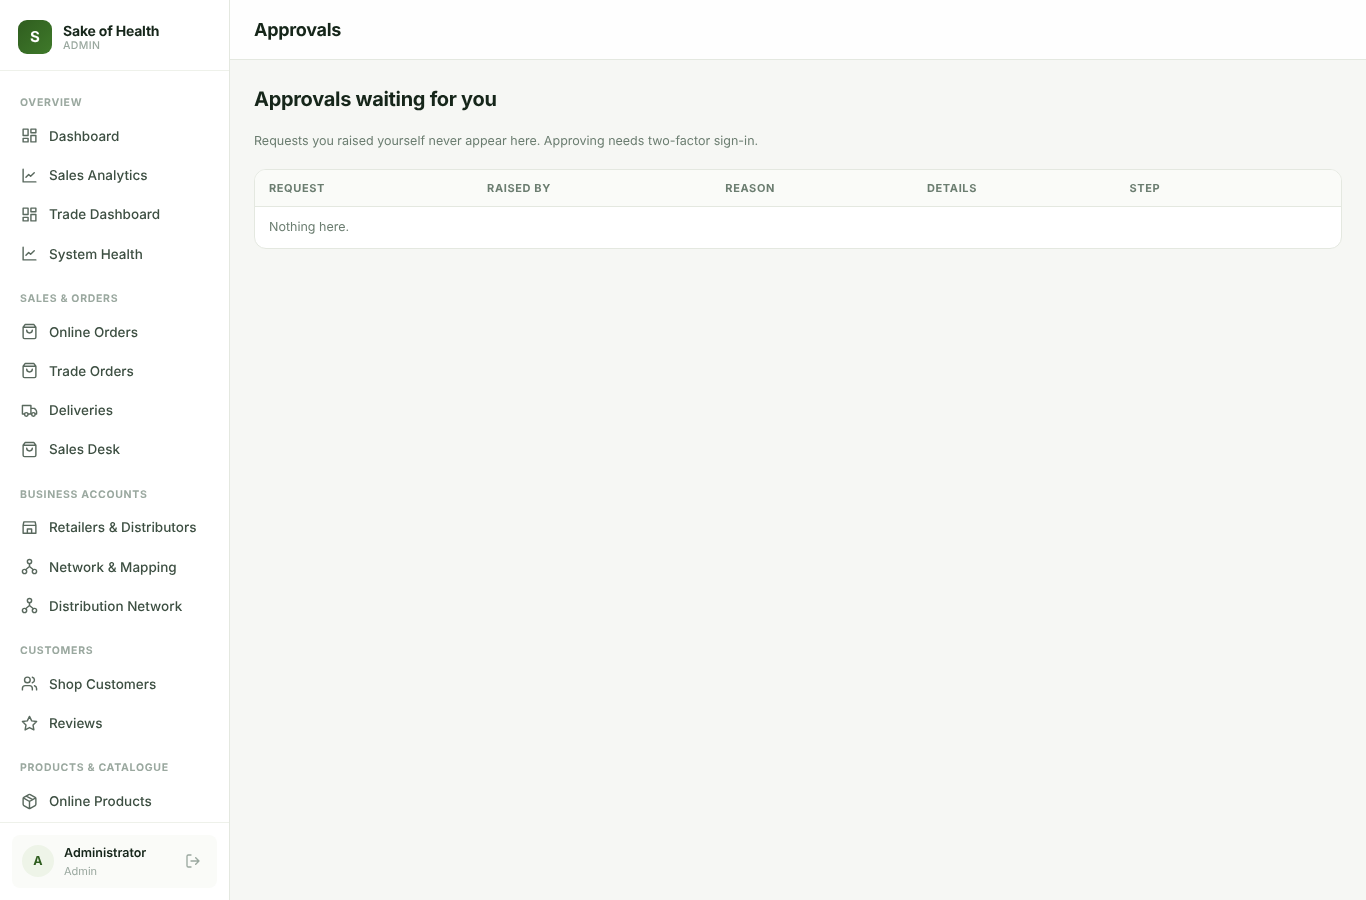 S
Sake of Health
ADMIN
OVERVIEW
Dashboard
Sales Analytics
Trade Dashboard
System Health
SALES & ORDERS
Online Orders
Trade Orders
Deliveries
Sales Desk
BUSINESS ACCOUNTS
Retailers & Distributors
Network & Mapping
Distribution Network
CUSTOMERS
Shop Customers
Reviews
PRODUCTS & CATALOGUE
Online Products
A
Administrator
Admin
Approvals
Approvals waiting for you
Requests you raised yourself never appear here. Approving needs two-factor sign-in.
REQUEST RAISED BY REASON DETAILS STEP
Nothing here.